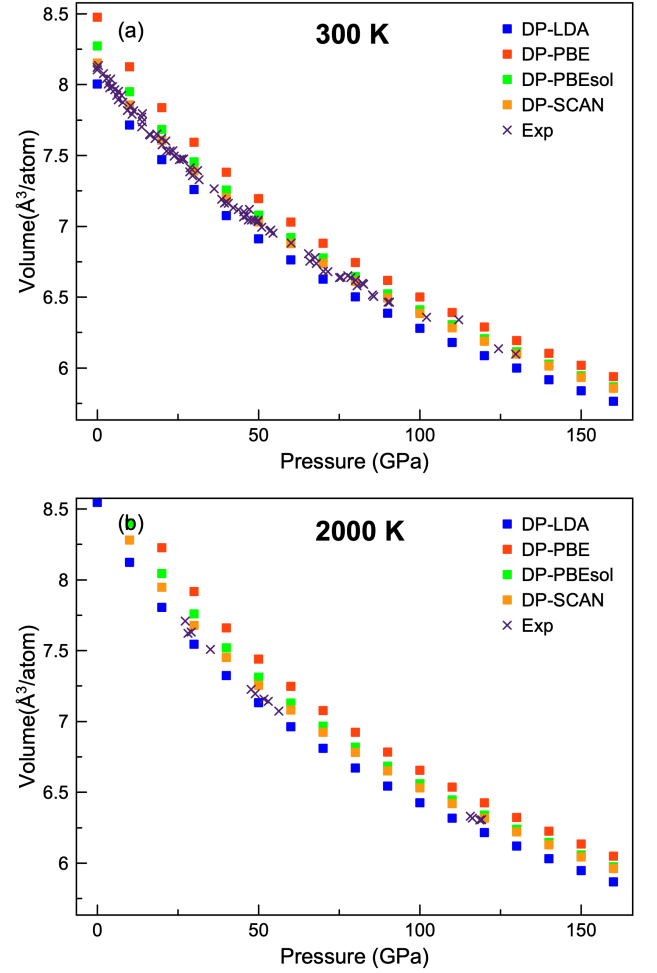 (a)
300 K
DP-LDA
DP-PBE
DP-PBEsol
DP-SCAN
Exp
8.5
8
7.5
7
6.5
6
Volume(Å³/atom)
0
50
100
150
Pressure (GPa)
(b)
2000 K
DP-LDA
DP-PBE
DP-PBEsol
DP-SCAN
Exp
8.5
8
7.5
7
6.5
6
Volume(Å³/atom)
0
50
100
150
Pressure (GPa)